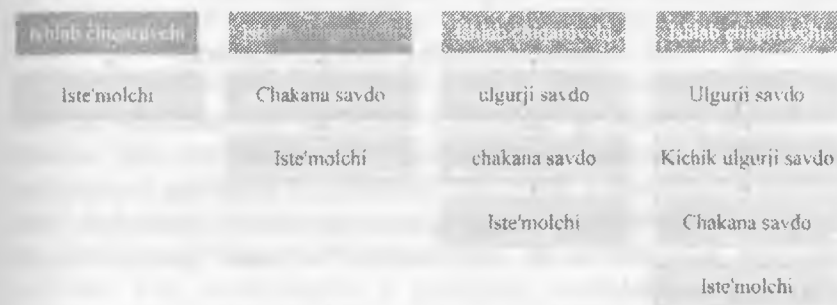 Ishlab chiqaruvchi Ishlab chiqaruvchi Ishlab chiqaruvchi Ishlab chiqaruvchi
Iste'molchi Chakana savdo ulgurji savdo Ulgurji savdo
Iste'molchi chakana savdo Kichik ulgurji savdo
Iste'molchi Chakana savdo
Iste'molchi